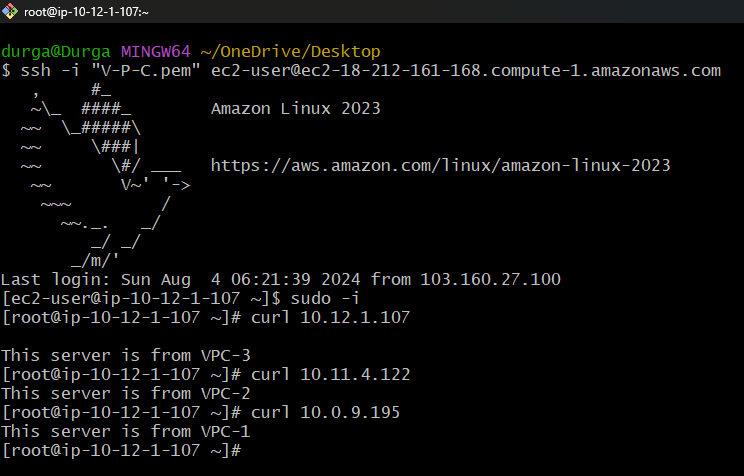 root@ip-10-12-1-107:~
durga@Durga MINGW64 ~/OneDrive/Desktop
$ ssh -i "V-P-C.pem" ec2-user@ec2-18-212-161-168.compute-1.amazonaws.com
   ,     #_
   ~\_  ####_        Amazon Linux 2023
  ~~  \_#####\
  ~~     \###|
  ~~       \#/ ___   https://aws.amazon.com/linux/amazon-linux-2023
   ~~       V~' '->
    ~~~         /
      ~~._.   _/
         _/ _/
       _/m/'
Last login: Sun Aug  4 06:21:39 2024 from 103.160.27.100
[ec2-user@ip-10-12-1-107 ~]$ sudo -i
[root@ip-10-12-1-107 ~]# curl 10.12.1.107
This server is from VPC-3
[root@ip-10-12-1-107 ~]# curl 10.11.4.122
This server is from VPC-2
[root@ip-10-12-1-107 ~]# curl 10.0.9.195
This server is from VPC-1
[root@ip-10-12-1-107 ~]#